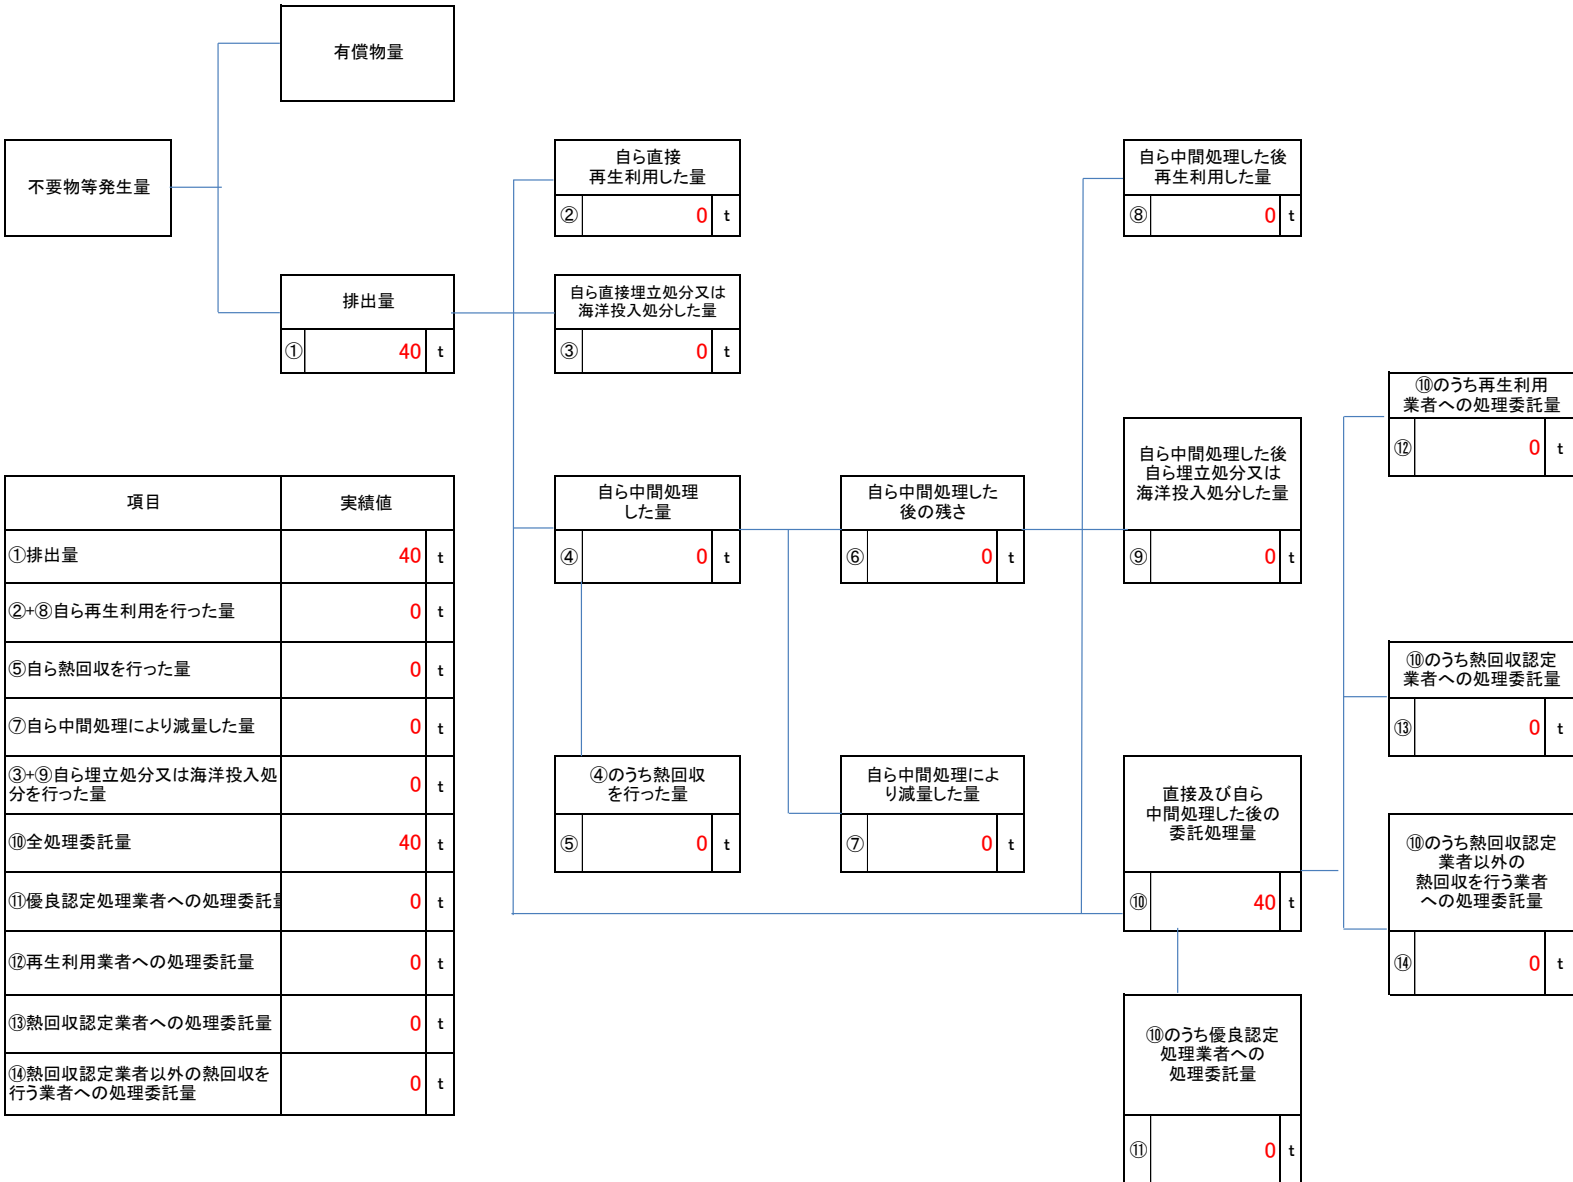 有償物量
不要物等発生量
自ら直接
再生利用した量
② 0 t
自ら中間処理した後
再生利用した量
⑧ 0 t
排出量
① 40 t
自ら直接埋立処分又は
海洋投入処分した量
③ 0 t
⑩のうち再生利用
業者への処理委託量
⑫ 0 t
自ら中間処理した後
自ら埋立処分又は
海洋投入処分した量
⑨ 0 t
自ら中間処理
した量
④ 0 t
自ら中間処理した
後の残さ
⑥ 0 t
⑩のうち熱回収認定
業者への処理委託量
⑬ 0 t
④のうち熱回収
を行った量
⑤ 0 t
自ら中間処理によ
り減量した量
⑦ 0 t
直接及び自ら
中間処理した後の
委託処理量
⑩ 40 t
⑩のうち熱回収認定
業者以外の
熱回収を行う業者
への処理委託量
⑭ 0 t
⑩のうち優良認定
処理業者への
処理委託量
⑪ 0 t
項目 実績値
①排出量 40 t
②+⑧自ら再生利用を行った量 0 t
⑤自ら熱回収を行った量 0 t
⑦自ら中間処理により減量した量 0 t
③+⑨自ら埋立処分又は海洋投入処
分を行った量 0 t
⑩全処理委託量 40 t
⑪優良認定処理業者への処理委託量 0 t
⑫再生利用業者への処理委託量 0 t
⑬熱回収認定業者への処理委託量 0 t
⑭熱回収認定業者以外の熱回収を
行う業者への処理委託量 0 t